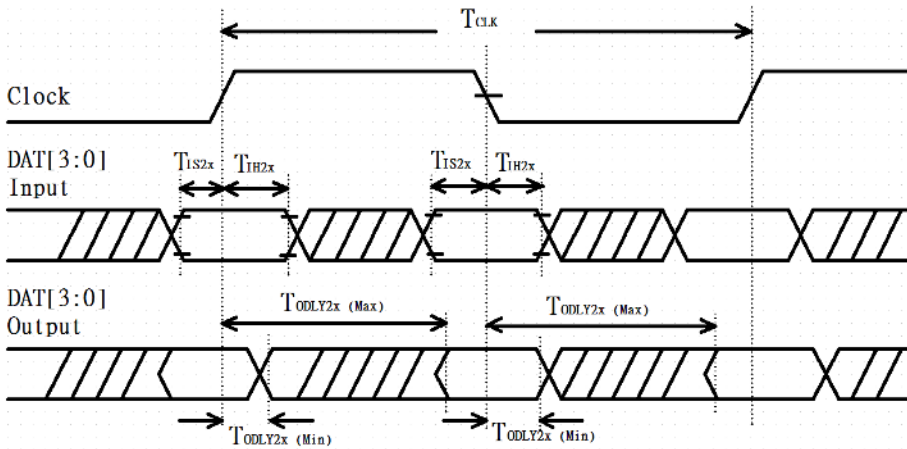 TCLK
Clock
DAT[3:0]
Input
TIS2x
TIH2x
TIS2x
TIH2x
DAT[3:0]
Output
TODLY2x (Max)
TODLY2x (Max)
TODLY2x (Min)
TODLY2x (Min)